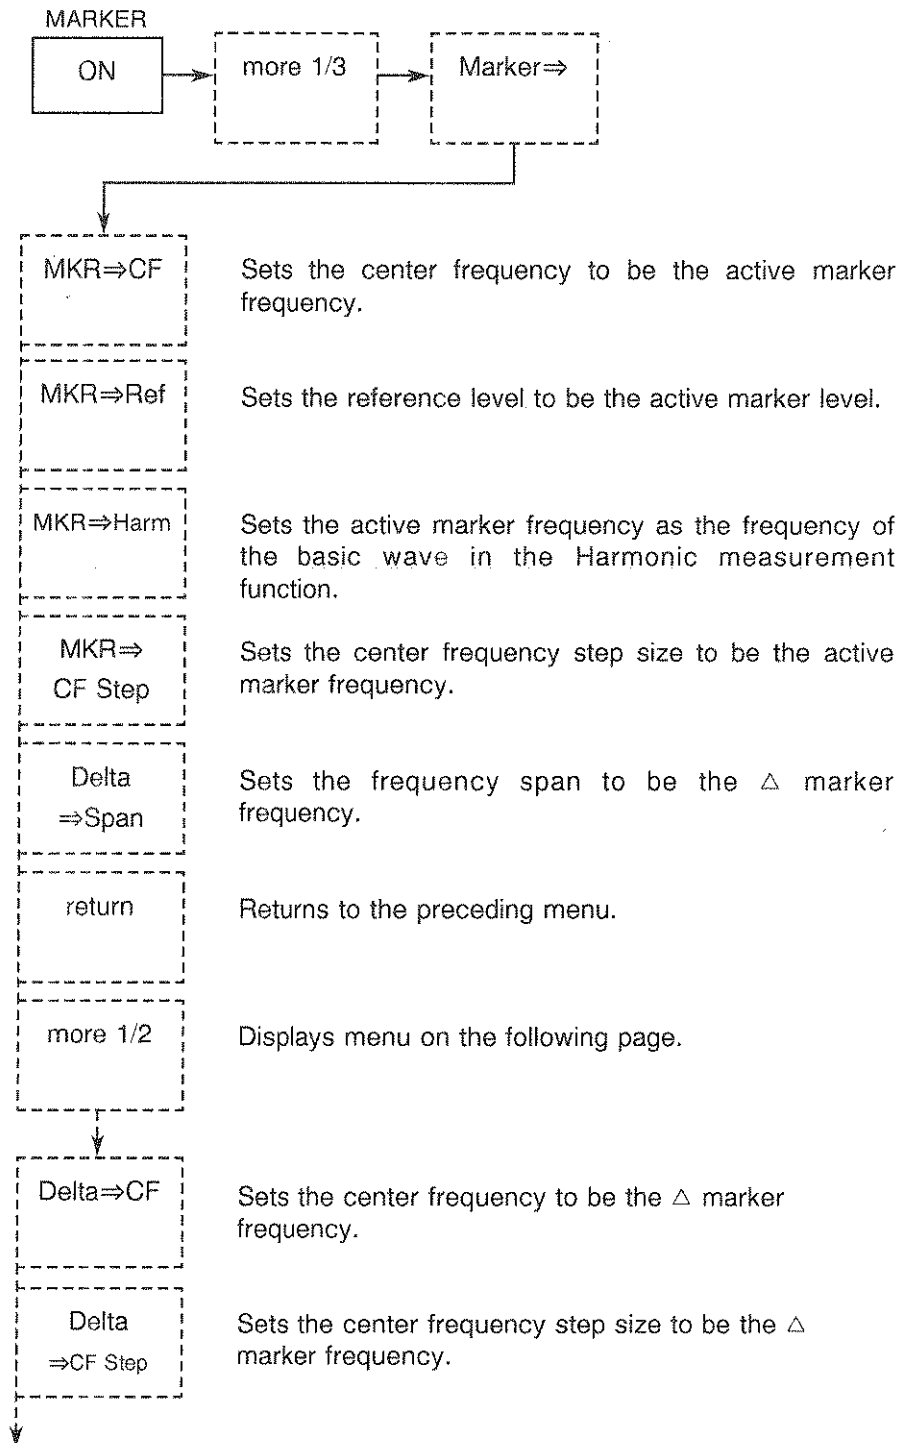 MARKER
ON
more 1/3
Marker⇒
MKR⇒CF
Sets the center frequency to be the active marker
frequency.
MKR⇒Ref
Sets the reference level to be the active marker level.
MKR⇒Harm
Sets the active marker frequency as the frequency of
the basic wave in the Harmonic measurement
function.
MKR⇒
CF Step
Sets the center frequency step size to be the active
marker frequency.
Delta
⇒Span
Sets the frequency span to be the △ marker
frequency.
return
Returns to the preceding menu.
more 1/2
Displays menu on the following page.
Delta⇒CF
Sets the center frequency to be the △ marker
frequency.
Delta
⇒CF Step
Sets the center frequency step size to be the △
marker frequency.